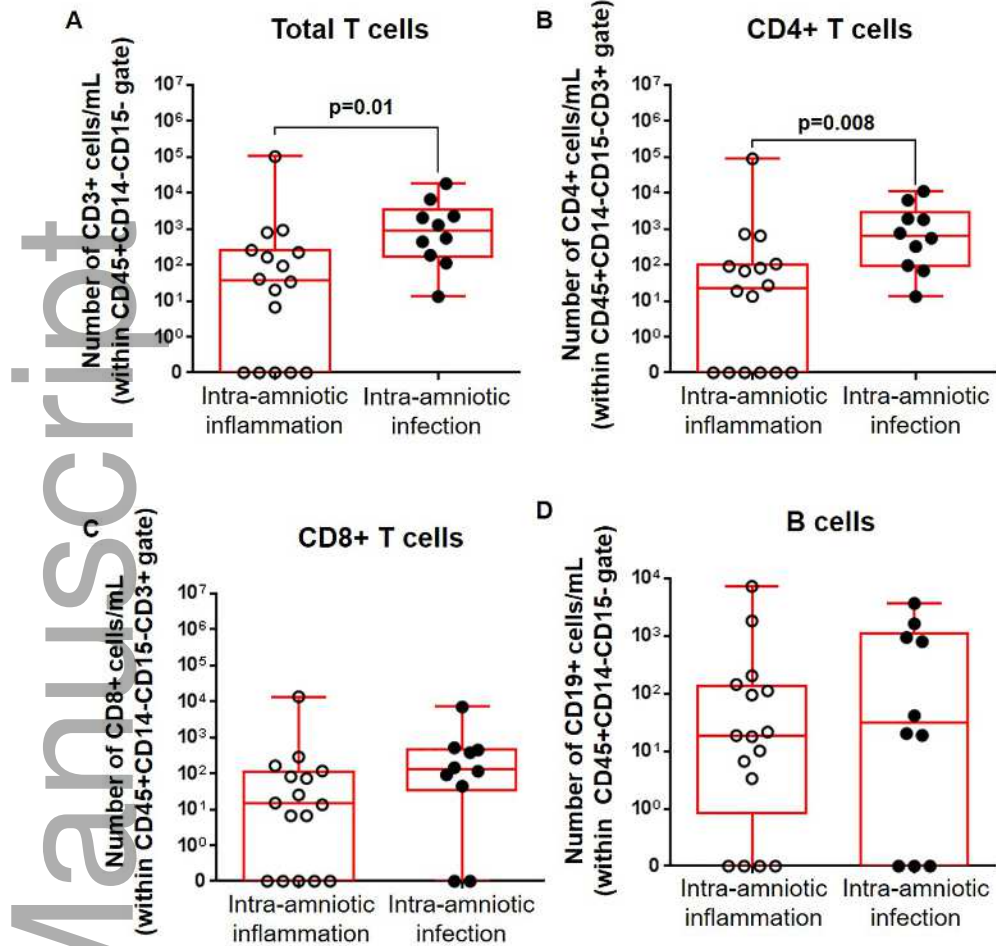 A
Total T cells
Number of CD3+ cells/mL
(within CD45+CD14-CD15- gate)
10⁷
10⁶
10⁵
10⁴
10³
10²
10¹
10⁰
0
p=0.01
Intra-amniotic
inflammation
Intra-amniotic
infection
B
CD4+ T cells
Number of CD4+ cells/mL
(within CD45+CD14-CD15-CD3+ gate)
10⁷
10⁶
10⁵
10⁴
10³
10²
10¹
10⁰
0
p=0.008
Intra-amniotic
inflammation
Intra-amniotic
infection
C
CD8+ T cells
Number of CD8+ cells/mL
(within CD45+CD14-CD15-CD3+ gate)
10⁷
10⁶
10⁵
10⁴
10³
10²
10¹
10⁰
0
Intra-amniotic
inflammation
Intra-amniotic
infection
D
B cells
Number of CD19+ cells/mL
(within CD45+CD14-CD15- gate)
10⁴
10³
10²
10¹
10⁰
0
Intra-amniotic
inflammation
Intra-amniotic
infection
Manuscript